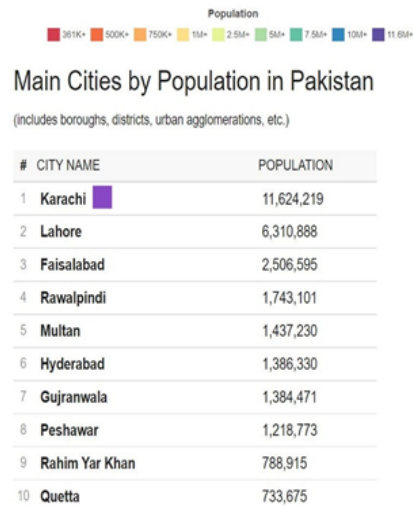 Population
361K+ 500K+ 750K+ 1M+ 2.5M+ 5M+ 7.5M+ 10M+ 11.6M+
Main Cities by Population in Pakistan
(includes boroughs, districts, urban agglomerations, etc.)
# CITY NAME POPULATION
1 Karachi 11,624,219
2 Lahore 6,310,888
3 Faisalabad 2,506,595
4 Rawalpindi 1,743,101
5 Multan 1,437,230
6 Hyderabad 1,386,330
7 Gujranwala 1,384,471
8 Peshawar 1,218,773
9 Rahim Yar Khan 788,915
10 Quetta 733,675